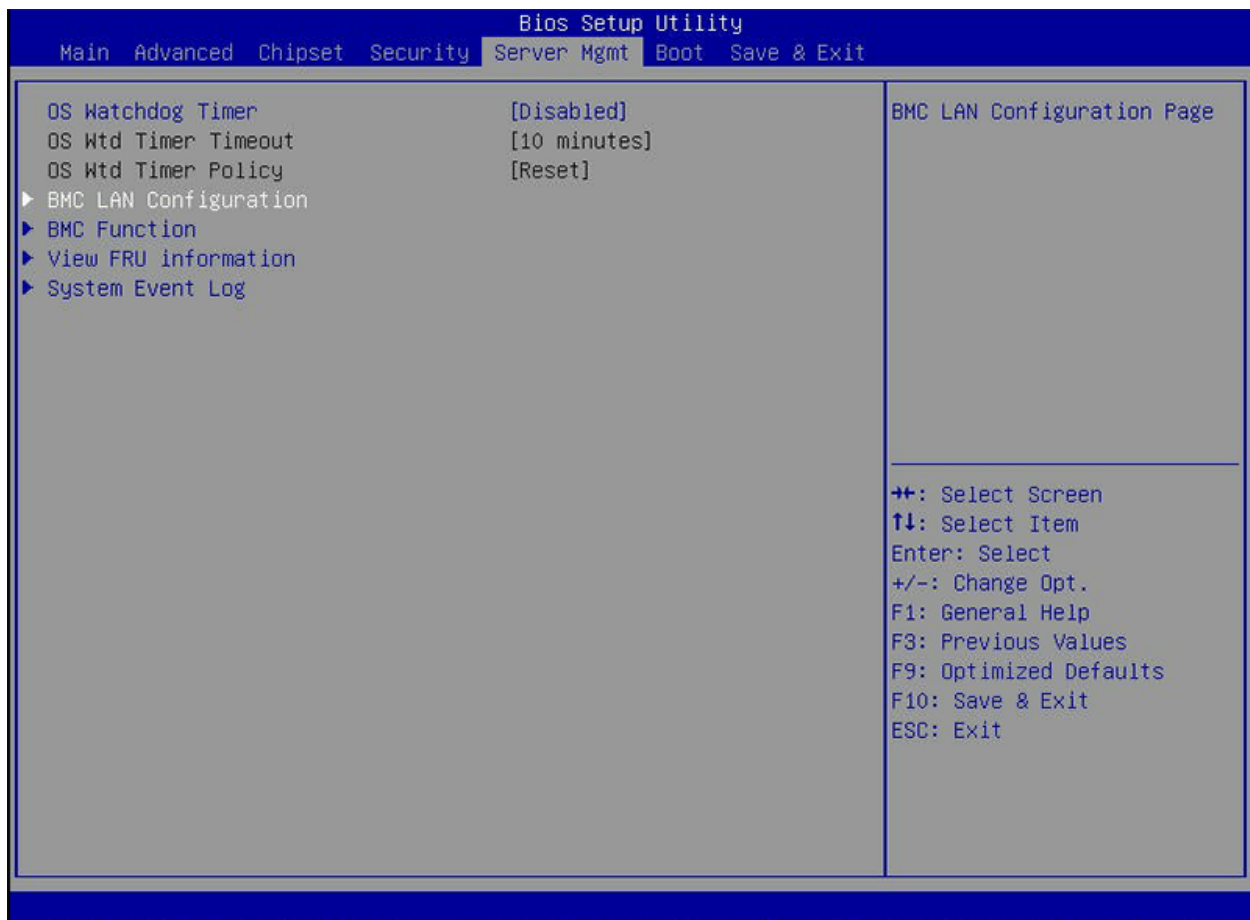 Bios Setup Utility
Main Advanced Chipset Security Server Mgmt Boot Save & Exit
OS Watchdog Timer [Disabled]
OS Wtd Timer Timeout [10 minutes]
OS Wtd Timer Policy [Reset]
▶ BMC LAN Configuration
▶ BMC Function
▶ View FRU information
▶ System Event Log
BMC LAN Configuration Page
→←: Select Screen
↑↓: Select Item
Enter: Select
+/-: Change Opt.
F1: General Help
F3: Previous Values
F9: Optimized Defaults
F10: Save & Exit
ESC: Exit